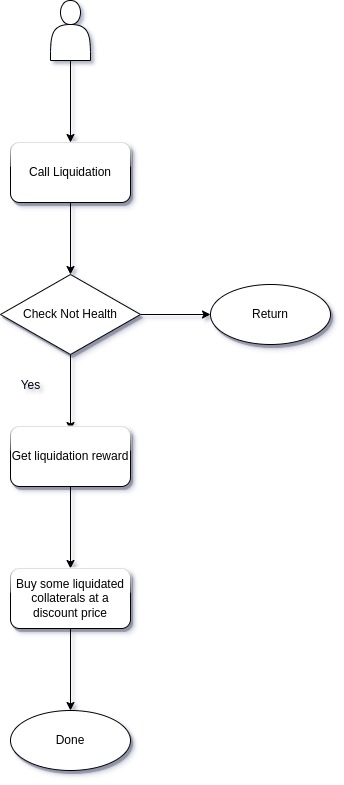 Call Liquidation
Check Not Health
Return
Yes
Get liquidation reward
Buy some liquidated
collaterals at a
discount price
Done